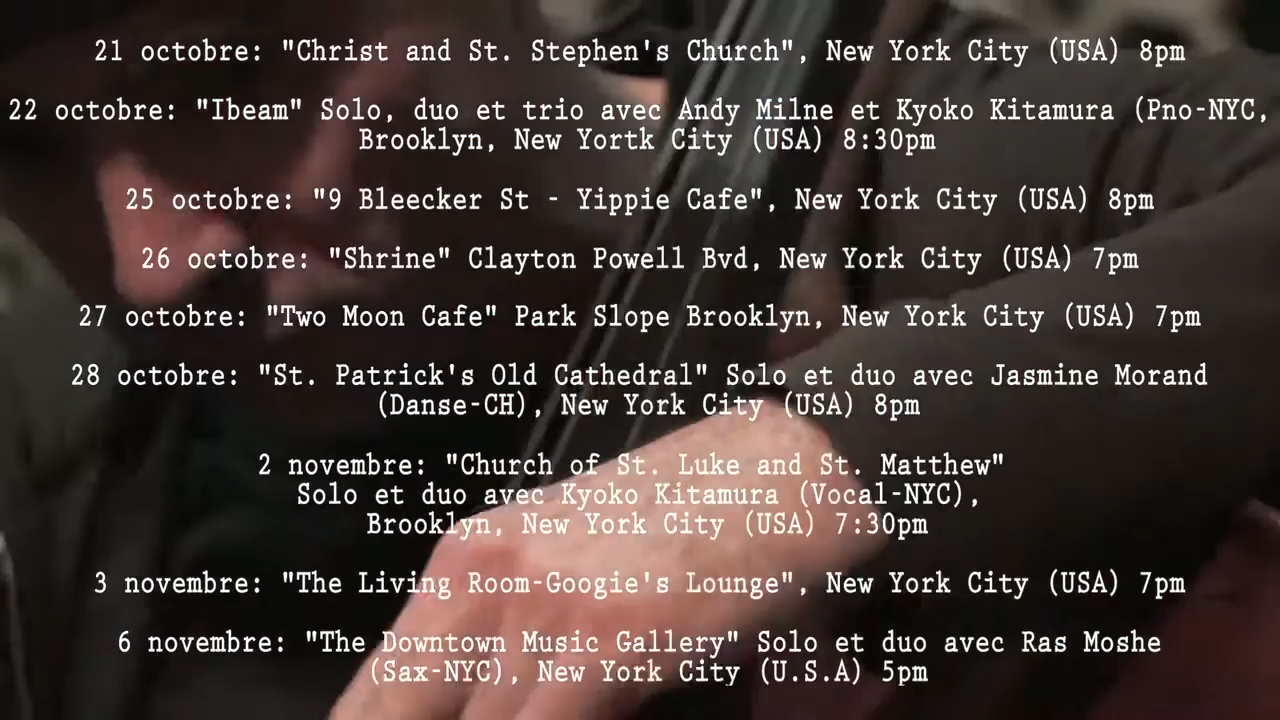 21 octobre: "Christ and St. Stephen's Church", New York City (USA) 8pm
22 octobre: "Ibeam" Solo, duo et trio avec Andy Milne et Kyoko Kitamura (Pno-NYC,
Brooklyn, New Yortk City (USA) 8:30pm
25 octobre: "9 Bleecker St - Yippie Cafe", New York City (USA) 8pm
26 octobre: "Shrine" Clayton Powell Bvd, New York City (USA) 7pm
27 octobre: "Two Moon Cafe" Park Slope Brooklyn, New York City (USA) 7pm
28 octobre: "St. Patrick's Old Cathedral" Solo et duo avec Jasmine Morand
(Danse-CH), New York City (USA) 8pm
2 novembre: "Church of St. Luke and St. Matthew"
Solo et duo avec Kyoko Kitamura (Vocal-NYC),
Brooklyn, New York City (USA) 7:30pm
3 novembre: "The Living Room-Googie's Lounge", New York City (USA) 7pm
6 novembre: "The Downtown Music Gallery" Solo et duo avec Ras Moshe
(Sax-NYC), New York City (U.S.A) 5pm